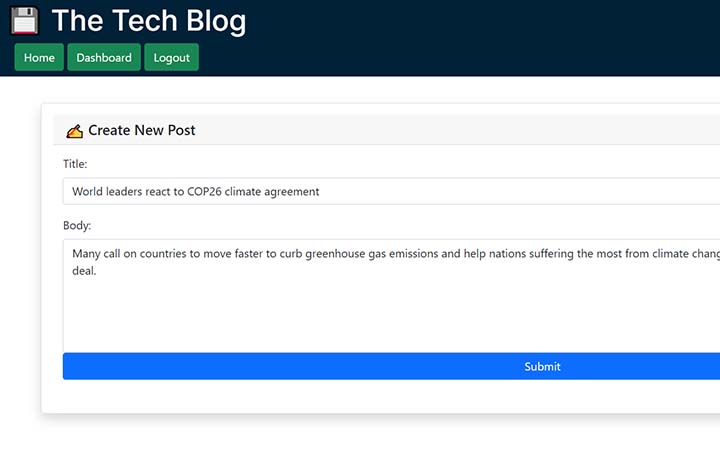 The Tech Blog
Home Dashboard Logout
Create New Post
Title:
World leaders react to COP26 climate agreement
Body:
Many call on countries to move faster to curb greenhouse gas emissions and help nations suffering the most from climate
deal.
Submit